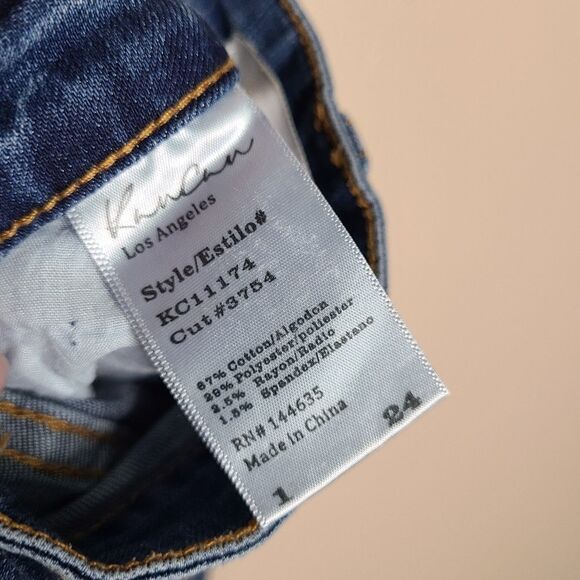 KanCan
Los Angeles
Style/Estilo#
KC11174
Cut#3754
67% Cotton/Algodon
29% Polyester/poliester
2.5% Rayon/Radio
1.5% Spandex/Elastano
RN# 144635
Made in China
1 24